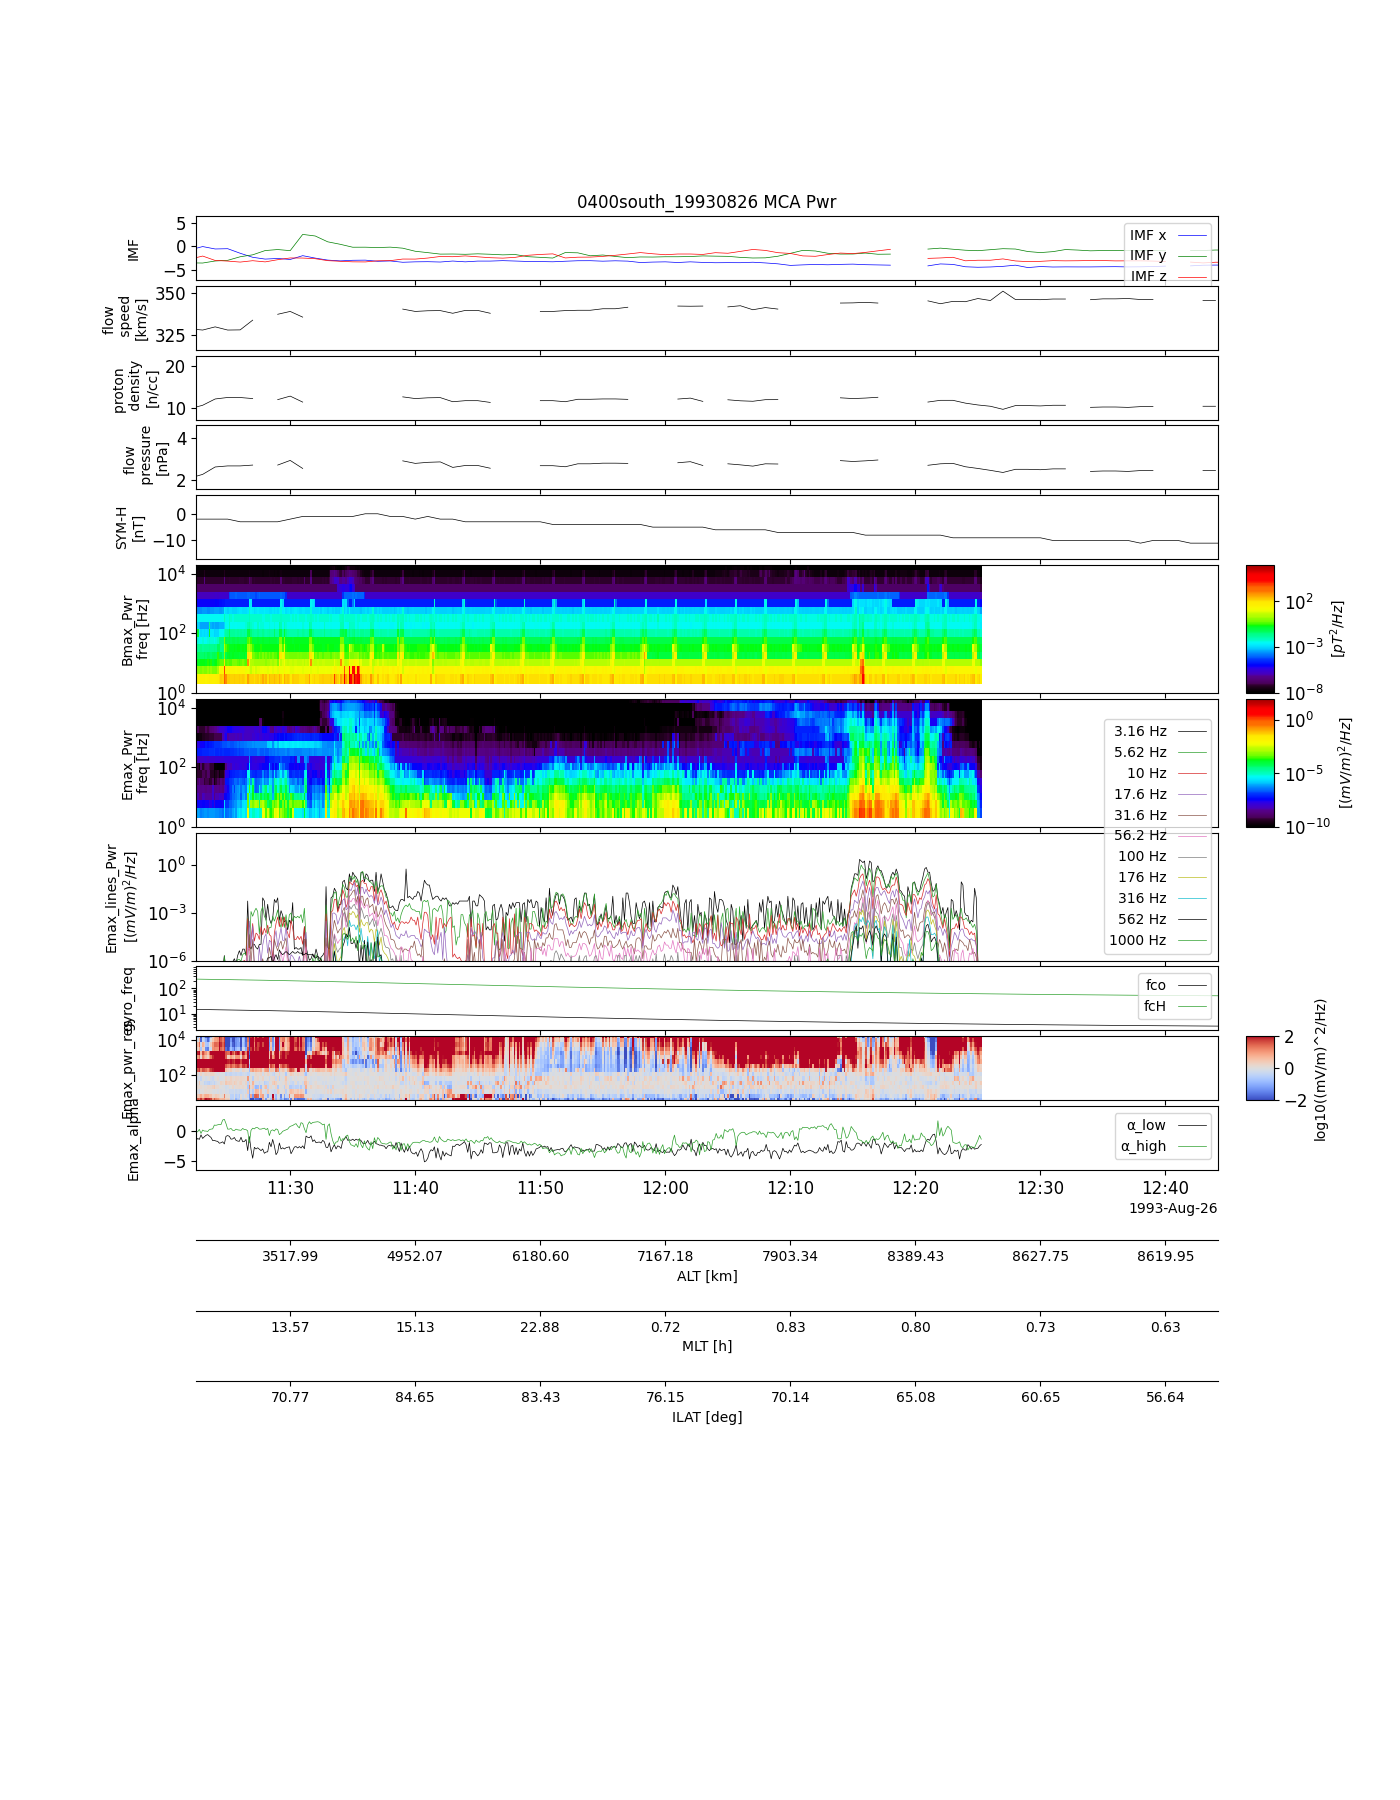 0400south_19930826 MCA Pwr
5
0
−5
IMF
IMF x
IMF y
IMF z
350
325
flow
speed
[km/s]
20
10
proton
density
[n/cc]
4
2
flow
pressure
[nPa]
0
−10
SYM-H
[nT]
10^4
10^2
10^0
Bmax_Pwr
freq [Hz]
10^2
10^-3
10^-8
[pT^2/Hz]
10^4
10^2
10^0
Emax_Pwr
freq [Hz]
10^0
10^-5
10^-10
[(mV/m)^2/Hz]
3.16 Hz
5.62 Hz
10 Hz
17.6 Hz
31.6 Hz
56.2 Hz
100 Hz
176 Hz
316 Hz
562 Hz
1000 Hz
10^0
10^-3
10^-6
Emax_lines_Pwr
[(mV/m)^2/Hz]
10^2
10^1
gyro_freq
fco
fcH
10^4
10^2
Emax_pwr_reg
2
0
−2
log10((mV/m)^2/Hz)
0
−5
Emax_alpha
α_low
α_high
11:30 11:40 11:50 12:00 12:10 12:20 12:30 12:40
1993-Aug-26
3517.99 4952.07 6180.60 7167.18 7903.34 8389.43 8627.75 8619.95
ALT [km]
13.57 15.13 22.88 0.72 0.83 0.80 0.73 0.63
MLT [h]
70.77 84.65 83.43 76.15 70.14 65.08 60.65 56.64
ILAT [deg]